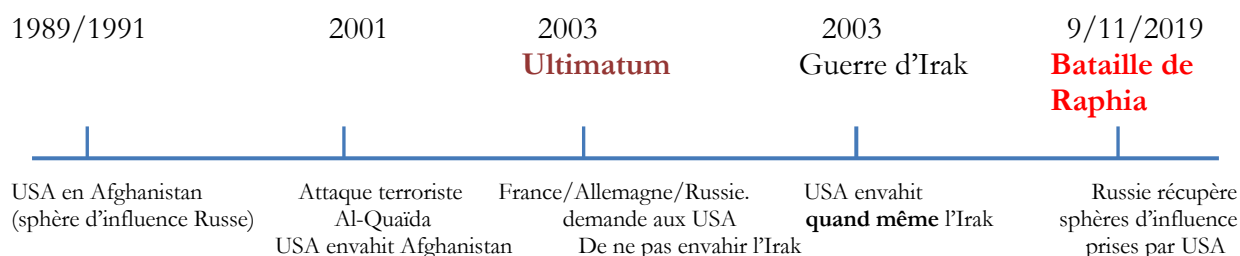 1989/1991 2001 2003 2003 9/11/2019
Ultimatum Guerre d’Irak Bataille de
Raphia
USA en Afghanistan Attaque terroriste France/Allemagne/Russie. USA envahit Russie récupère
(sphère d’influence Russe) Al-Quaïda demande aux USA quand même l’Irak sphères d’influence
USA envahit Afghanistan De ne pas envahir l’Irak prises par USA